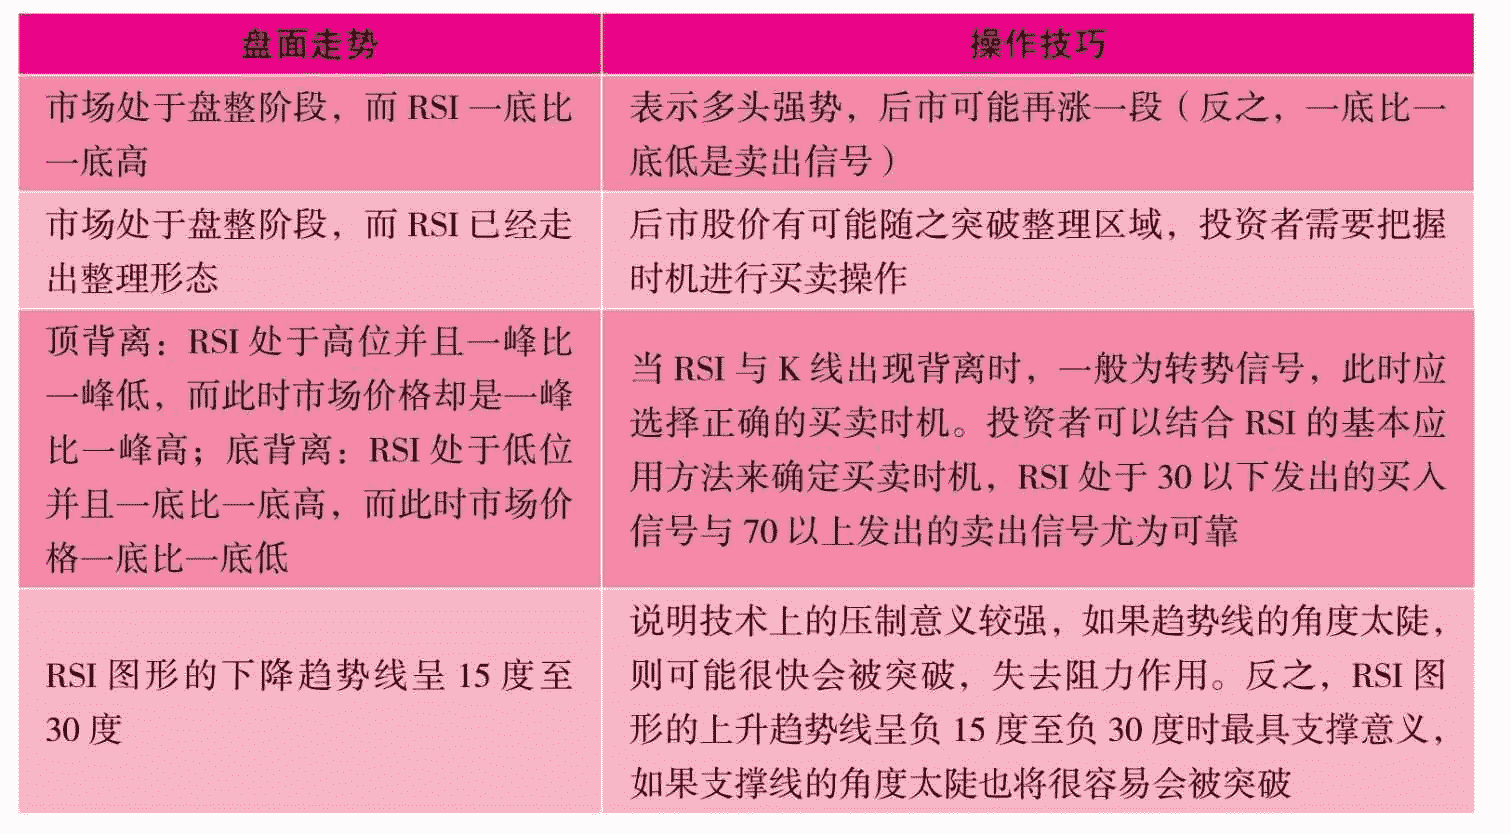 盘面走势
操作技巧
市场处于盘整阶段，而 RSI 一底比
一底高
表示多头强势，后市可能再涨一段（反之，一底比一
底低是卖出信号）
市场处于盘整阶段，而 RSI 已经走
出整理形态
后市股价有可能随之突破整理区域，投资者需要把握
时机进行买卖操作
顶背离：RSI 处于高位并且一峰比
一峰低，而此时市场价格却是一峰
比一峰高；底背离：RSI 处于低位
并且一底比一底高，而此时市场价
格一底比一底低
当 RSI 与 K 线出现背离时，一般为转势信号，此时应
选择正确的买卖时机。投资者可以结合 RSI 的基本应
用方法来确定买卖时机，RSI 处于 30 以下发出的买入
信号与 70 以上发出的卖出信号尤为可靠
RSI 图形的下降趋势线呈 15 度至
30 度
说明技术上的压制意义较强，如果趋势线的角度太陡，
则可能很快会被突破，失去阻力作用。反之，RSI 图
形的上升趋势线呈负 15 度至负 30 度时最具支撑意义，
如果支撑线的角度太陡也将很容易会被突破